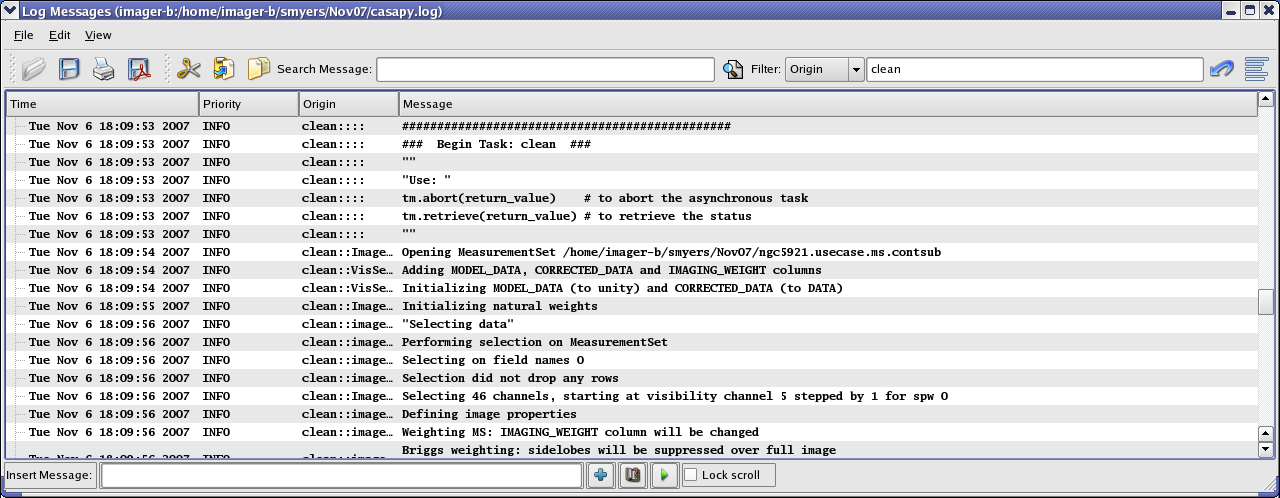 Log Messages (imager-b:/home/imager-b/smyers/Nov07/casapy.log)
File Edit View
Search Message: Filter: Origin clean
Time Priority Origin Message
Tue Nov 6 18:09:53 2007 INFO clean:::: ###############################################
Tue Nov 6 18:09:53 2007 INFO clean:::: ### Begin Task: clean ###
Tue Nov 6 18:09:53 2007 INFO clean:::: ""
Tue Nov 6 18:09:53 2007 INFO clean:::: "Use: "
Tue Nov 6 18:09:53 2007 INFO clean:::: tm.abort(return_value) # to abort the asynchronous task
Tue Nov 6 18:09:53 2007 INFO clean:::: tm.retrieve(return_value) # to retrieve the status
Tue Nov 6 18:09:53 2007 INFO clean:::: ""
Tue Nov 6 18:09:54 2007 INFO clean::Image… Opening MeasurementSet /home/imager-b/smyers/Nov07/ngc5921.usecase.ms.contsub
Tue Nov 6 18:09:54 2007 INFO clean::VisSe… Adding MODEL_DATA, CORRECTED_DATA and IMAGING_WEIGHT columns
Tue Nov 6 18:09:54 2007 INFO clean::VisSe… Initializing MODEL_DATA (to unity) and CORRECTED_DATA (to DATA)
Tue Nov 6 18:09:55 2007 INFO clean::Image… Initializing natural weights
Tue Nov 6 18:09:56 2007 INFO clean::image… "Selecting data"
Tue Nov 6 18:09:56 2007 INFO clean::image… Performing selection on MeasurementSet
Tue Nov 6 18:09:56 2007 INFO clean::image… Selecting on field names 0
Tue Nov 6 18:09:56 2007 INFO clean::image… Selection did not drop any rows
Tue Nov 6 18:09:56 2007 INFO clean::Image… Selecting 46 channels, starting at visibility channel 5 stepped by 1 for spw 0
Tue Nov 6 18:09:56 2007 INFO clean::image… Defining image properties
Tue Nov 6 18:09:56 2007 INFO clean::image… Weighting MS: IMAGING_WEIGHT column will be changed
Tue Nov 6 18:09:56 2007 INFO clean::image… Briggs weighting: sidelobes will be suppressed over full image
Insert Message: Lock scroll